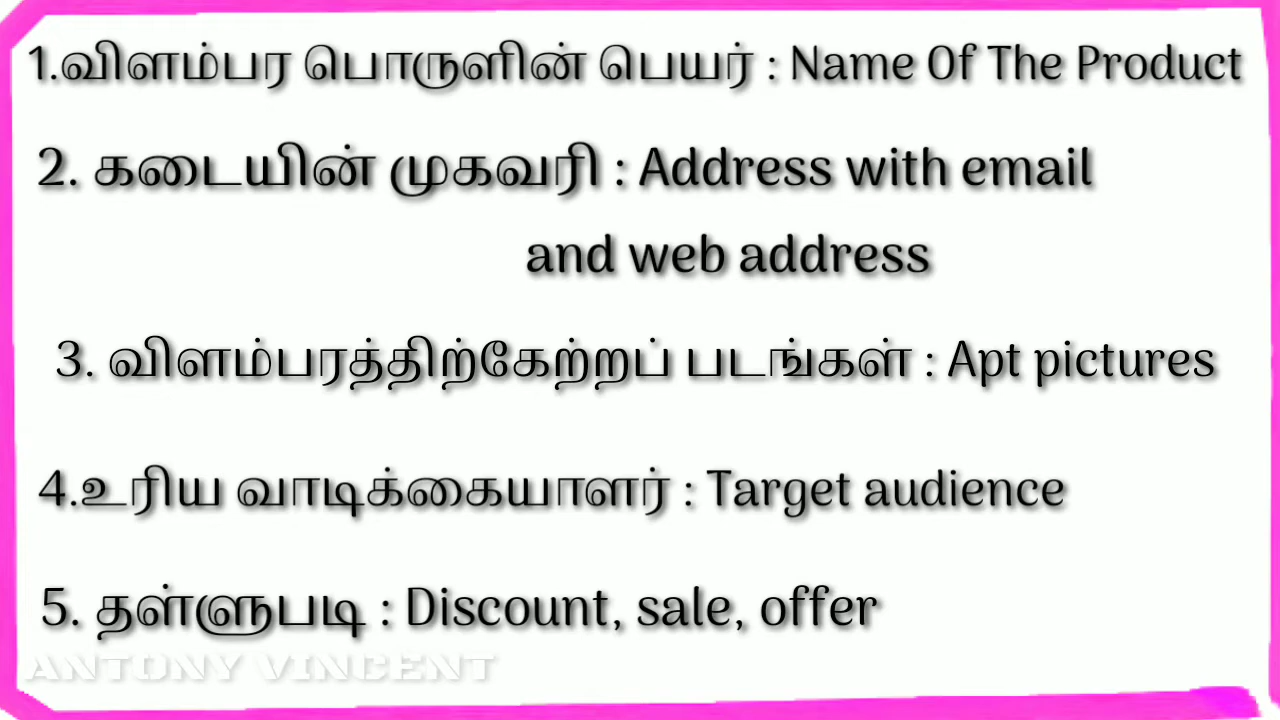 1.விளம்பர பொருளின் பெயர் : Name Of The Product
2. கடையின் முகவரி : Address with email
and web address
3. விளம்பரத்திற்கேற்றப் படங்கள் : Apt pictures
4.உரிய வாடிக்கையாளர் : Target audience
5. தள்ளுபடி : Discount, sale, offer
ANTONY VINCENT